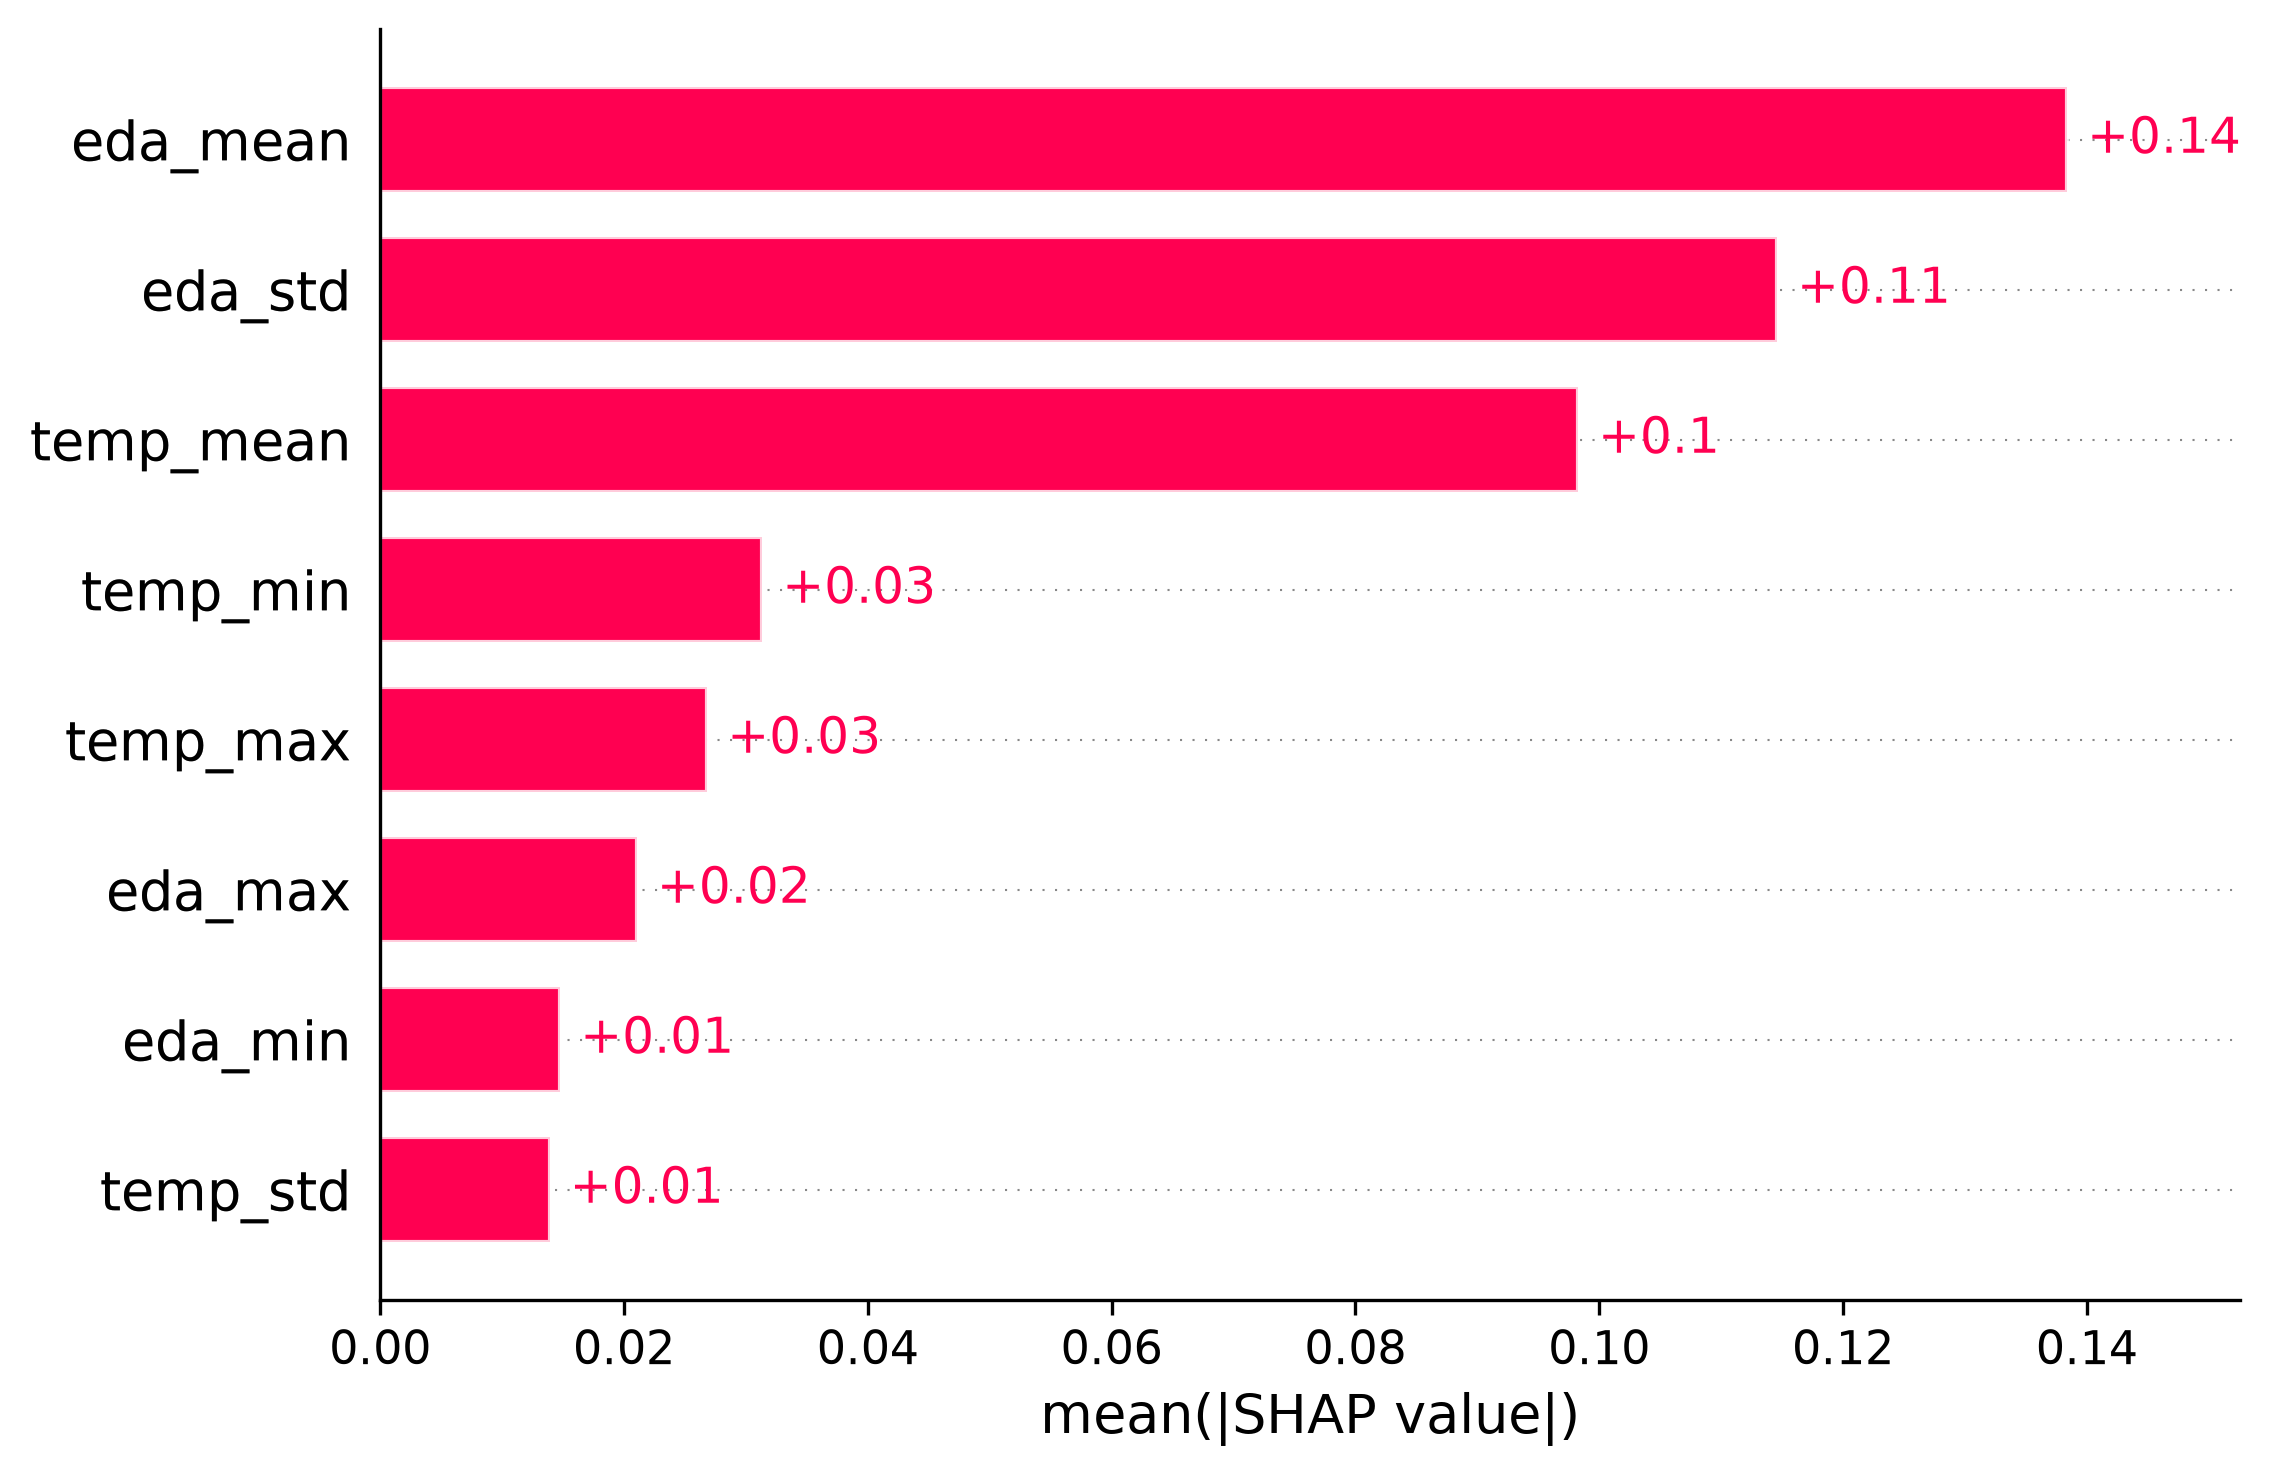 eda_mean +0.14
eda_std +0.11
temp_mean +0.1
temp_min +0.03
temp_max +0.03
eda_max +0.02
eda_min +0.01
temp_std +0.01
0.00 0.02 0.04 0.06 0.08 0.10 0.12 0.14
mean(|SHAP value|)